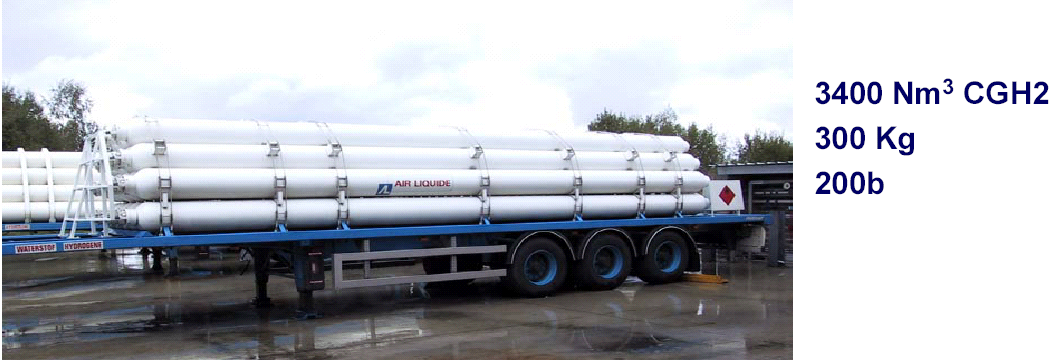 3400 Nm³ CGH2
300 Kg
200b
AIR LIQUIDE
WATERSTOF HYDROGENE